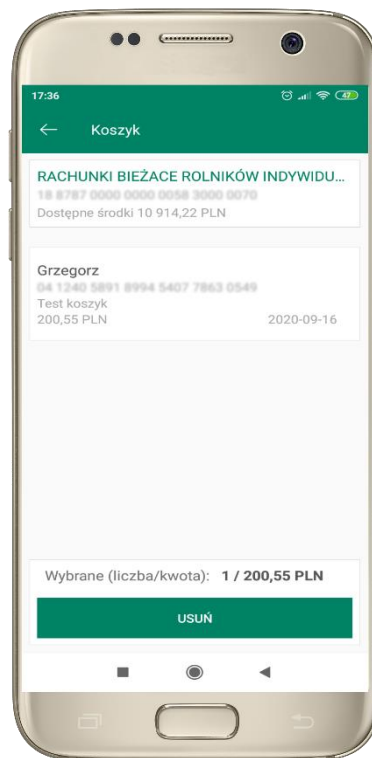 17:36
47
Koszyk
RACHUNKI BIEŻACE ROLNIKÓW INDYWIDU...
18 8787 0000 0000 0058 3000 0070
Dostępne środki 10 914,22 PLN
Grzegorz
04 1240 5891 8994 5407 7863 0549
Test koszyk
200,55 PLN 2020-09-16
Wybrane (liczba/kwota): 1 / 200,55 PLN
USUŃ